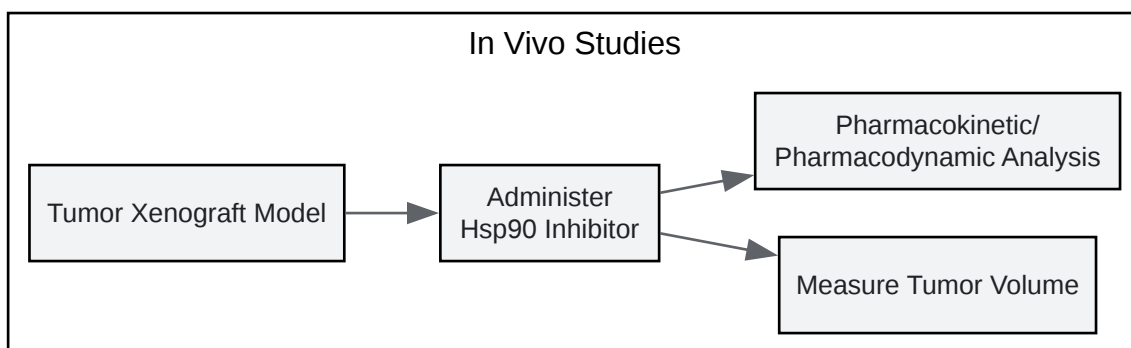 In Vivo Studies
Tumor Xenograft Model
Administer
Hsp90 Inhibitor
Pharmacokinetic/
Pharmacodynamic Analysis
Measure Tumor Volume